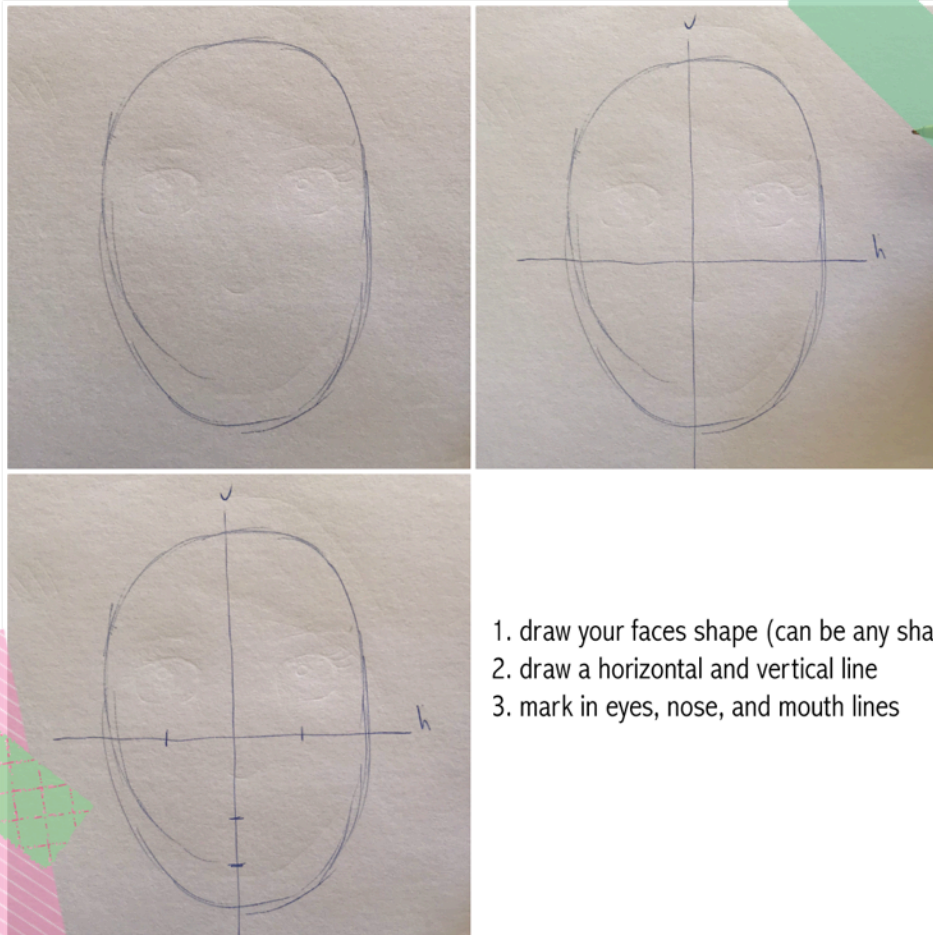 v
h
v
h
1. draw your faces shape (can be any sha
2. draw a horizontal and vertical line
3. mark in eyes, nose, and mouth lines